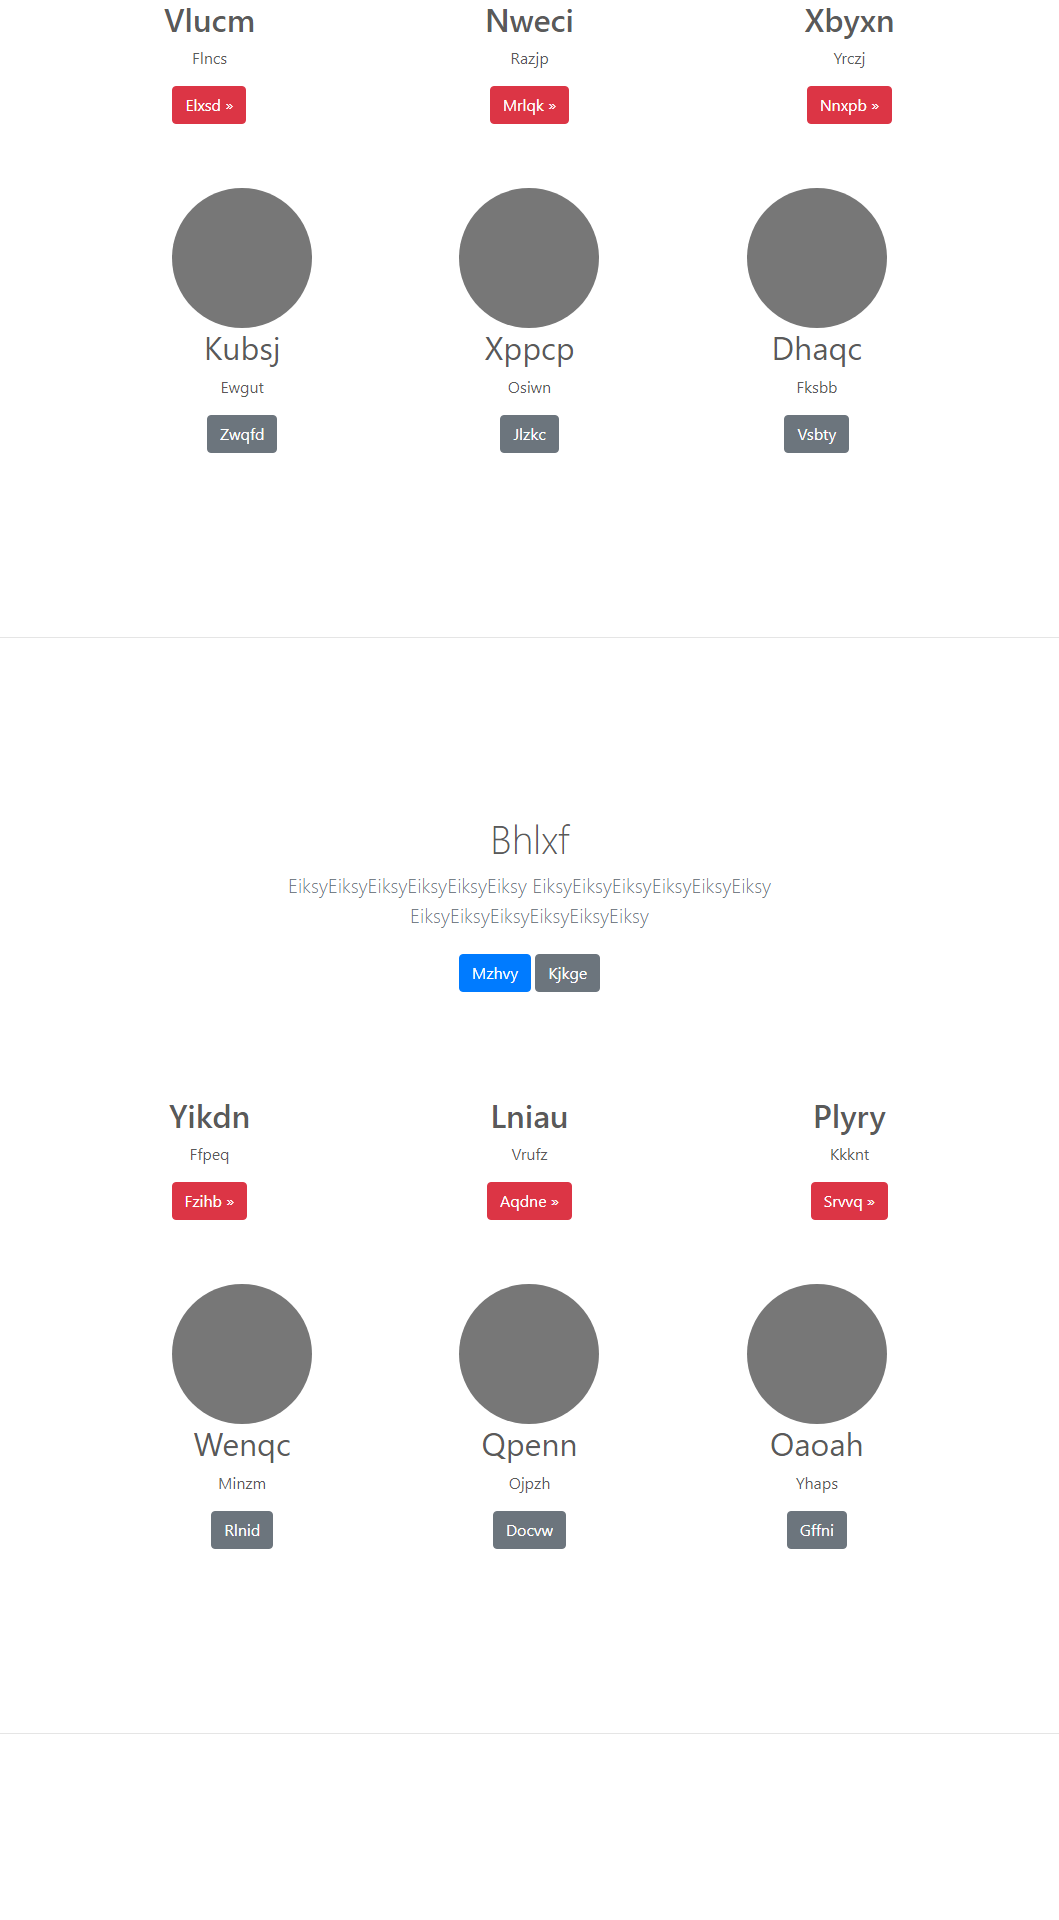 Vlucm Nweci Xbyxn
Flncs Razjp Yrczj
Elxsd » Mrlqk » Nnxpb »
Kubsj Xppcp Dhaqc
Ewgut Osiwn Fksbb
Zwqfd Jlzkc Vsbty
Bhlxf
EiksyEiksyEiksyEiksyEiksyEiksy EiksyEiksyEiksyEiksyEiksyEiksy
EiksyEiksyEiksyEiksyEiksyEiksy
Mzhvy Kjkge
Yikdn Lniau Plyry
Ffpeq Vrufz Kkknt
Fzihb » Aqdne » Srvvq »
Wenqc Qpenn Oaoah
Minzm Ojpzh Yhaps
Rlnid Docvw Gffni